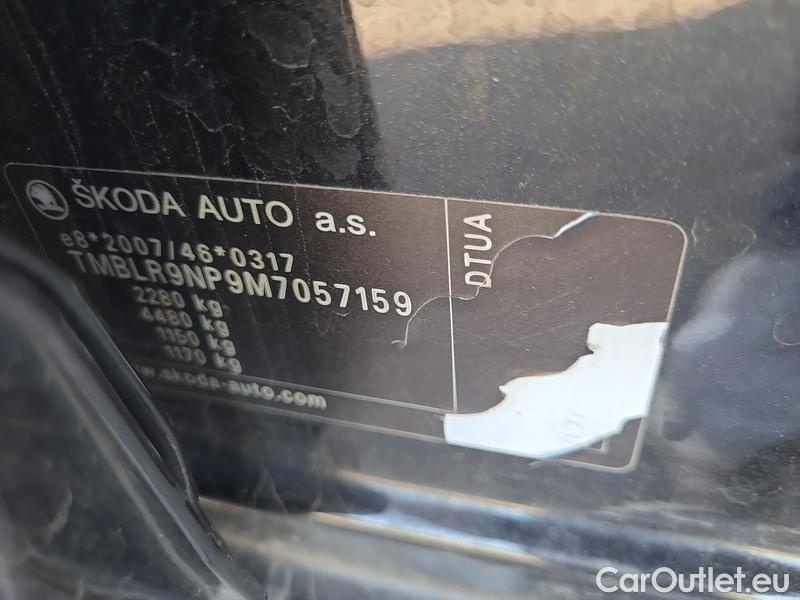 ŠKODA AUTO a.s.
e8*2007/46*0317
TMBLR9NP9M7057159
2280 kg
4480 kg
1150 kg
1170 kg
www.skoda-auto.com
DTUA
CarOutlet.eu